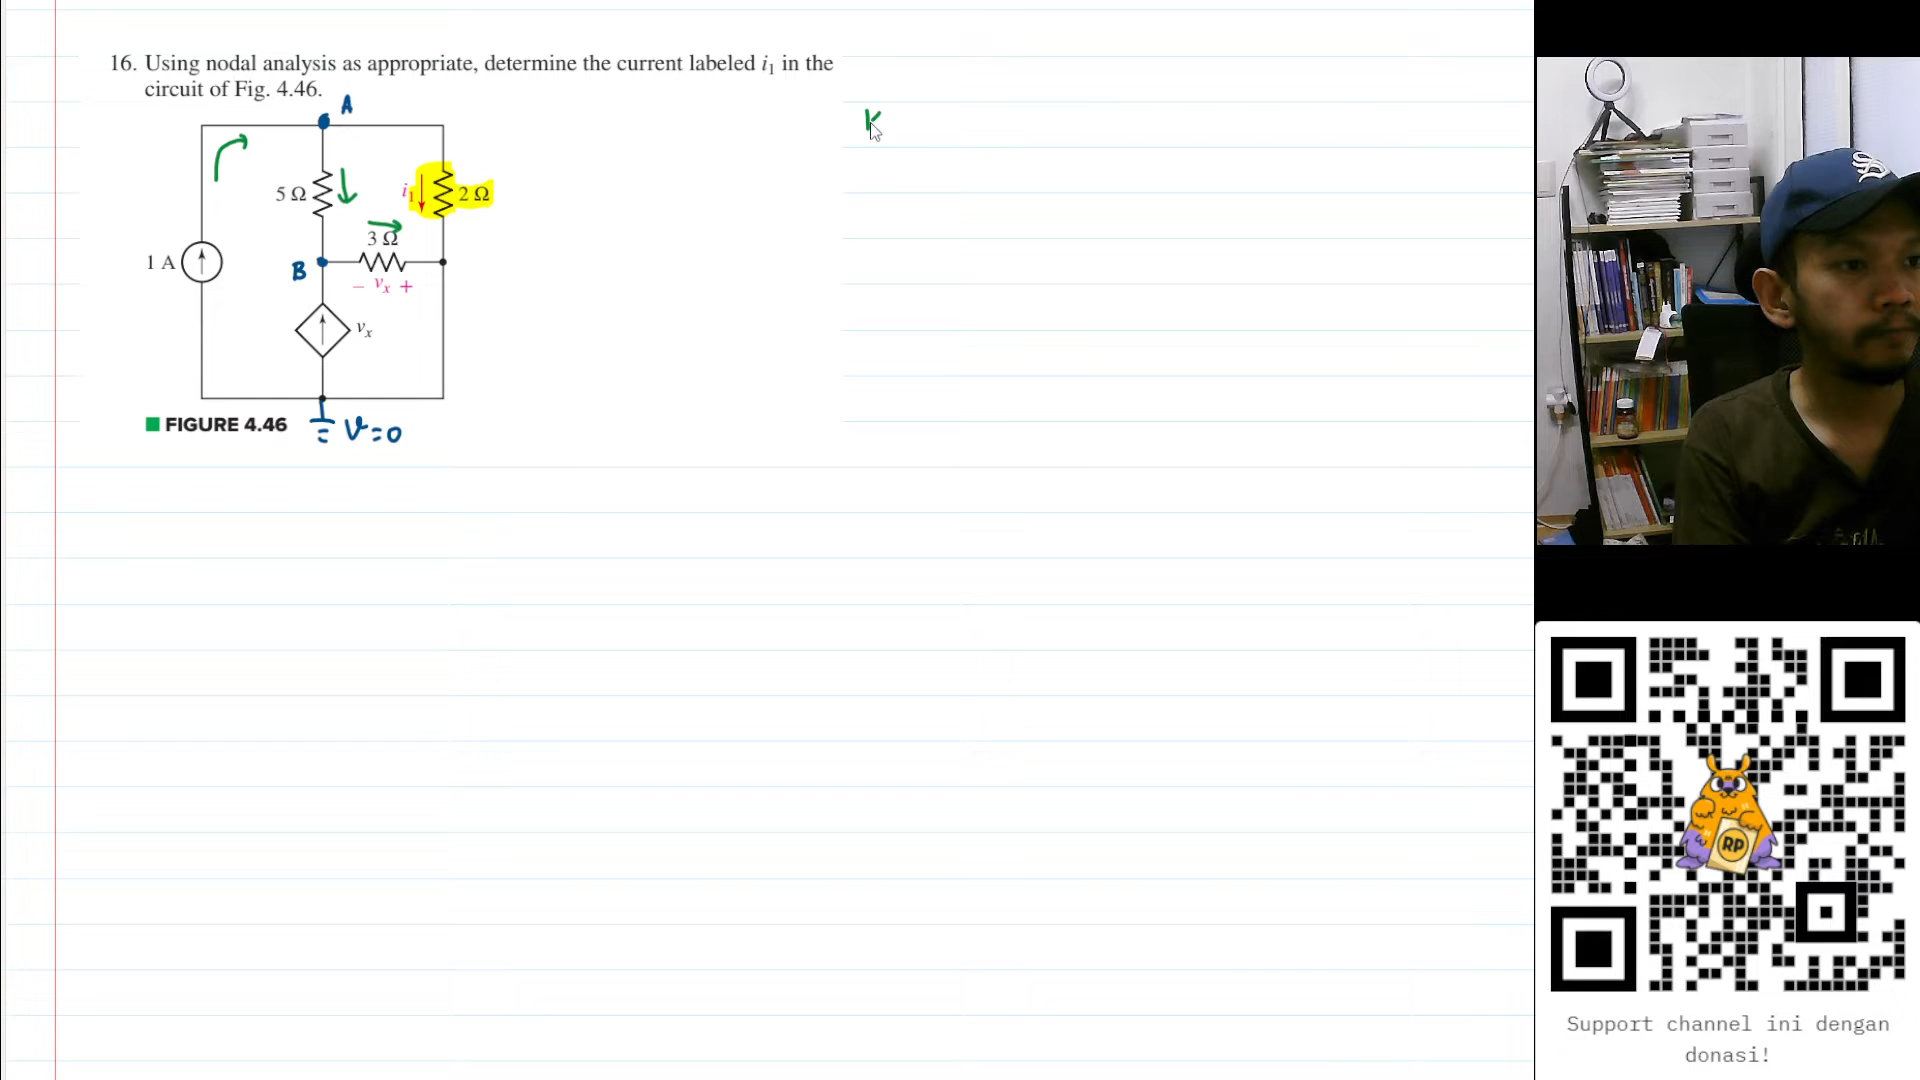 16. Using nodal analysis as appropriate, determine the current labeled i₁ in the
circuit of Fig. 4.46.
A
K
5 Ω
i₁
2 Ω
3 Ω
1 A
B
− vₓ +
vₓ
FIGURE 4.46
V=0
RP
Support channel ini dengan
donasi!